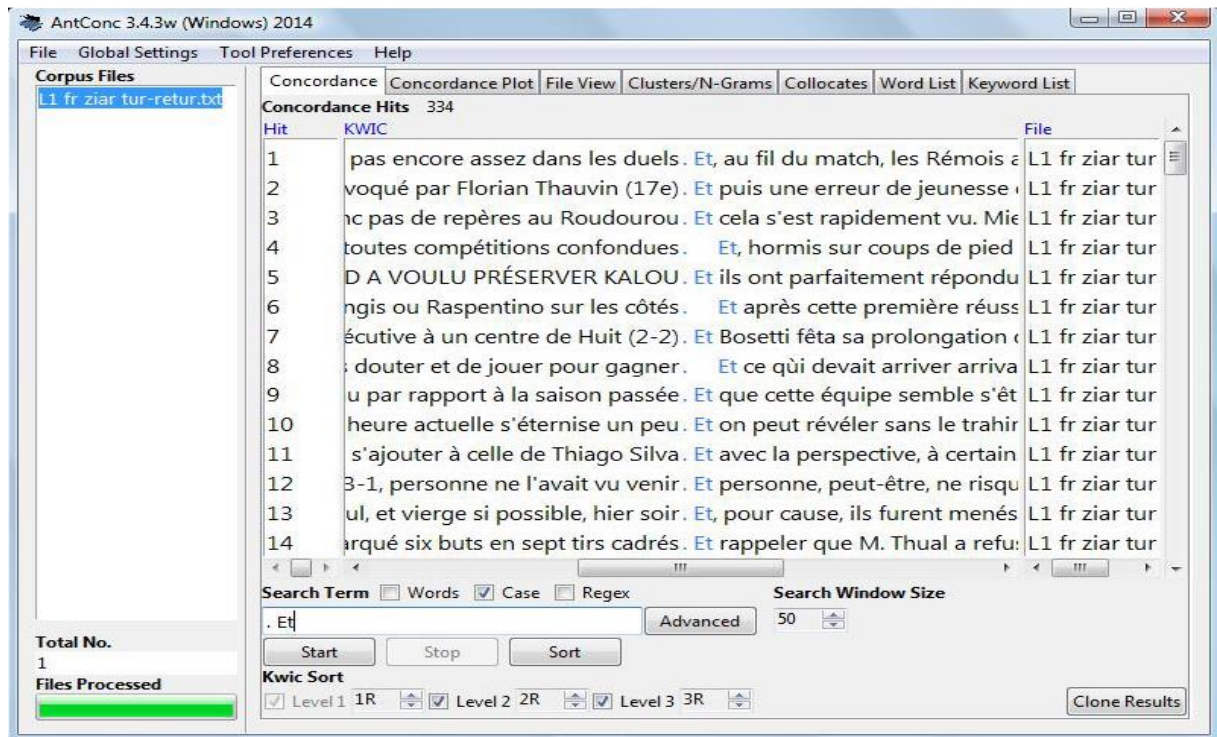 AntConc 3.4.3w (Windows) 2014
File Global Settings Tool Preferences Help
Corpus Files
L1 fr ziar tur-retur.txt
Concordance Concordance Plot File View Clusters/N-Grams Collocates Word List Keyword List
Concordance Hits 334
Hit KWIC File
1 pas encore assez dans les duels. Et, au fil du match, les Rémois L1 fr ziar tur
2 voqué par Florian Thauvin (17e). Et puis une erreur de jeunesse L1 fr ziar tur
3 nc pas de repères au Roudourou. Et cela s'est rapidement vu. Mie L1 fr ziar tur
4 toutes compétitions confondues. Et, hormis sur coups de pied L1 fr ziar tur
5 D A VOULU PRÉSERVER KALOU. Et ils ont parfaitement répondu L1 fr ziar tur
6 ngis ou Raspentino sur les côtés. Et après cette première réuss L1 fr ziar tur
7 écutive à un centre de Huit (2-2). Et Bosetti fêta sa prolongation L1 fr ziar tur
8 douter et de jouer pour gagner. Et ce qùi devait arriver arriva L1 fr ziar tur
9 u par rapport à la saison passée. Et que cette équipe semble s'êt L1 fr ziar tur
10 heure actuelle s'éternise un peu. Et on peut révéler sans le trahir L1 fr ziar tur
11 s'ajouter à celle de Thiago Silva. Et avec la perspective, à certain L1 fr ziar tur
12 3-1, personne ne l'avait vu venir. Et personne, peut-être, ne risqu L1 fr ziar tur
13 ul, et vierge si possible, hier soir. Et, pour cause, ils furent menés L1 fr ziar tur
14 arqué six buts en sept tirs cadrés. Et rappeler que M. Thual a refu L1 fr ziar tur
Search Term Words Case Regex Search Window Size
. Et Advanced 50
Total No.
1
Start Stop Sort
Files Processed
Kwic Sort
Level 1 1R Level 2 2R Level 3 3R Clone Results